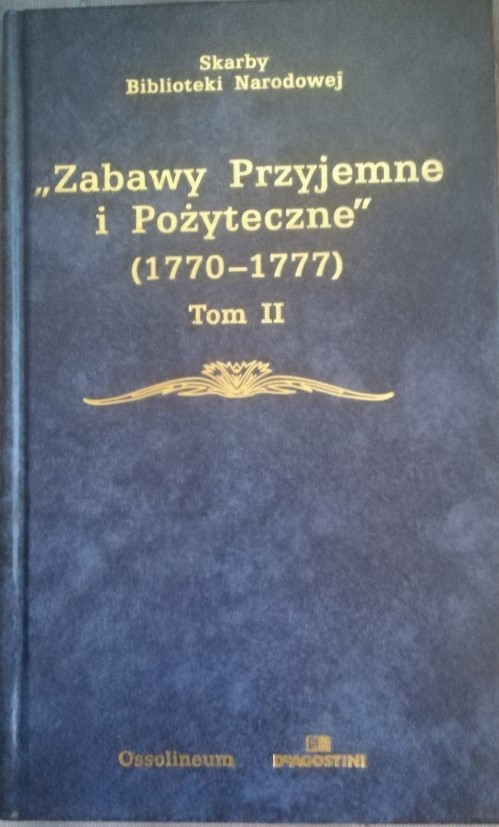 Skarby
Biblioteki Narodowej
„Zabawy Przyjemne
i Pożyteczne”
(1770–1777)
Tom II
Ossolineum
DeAGOSTINI